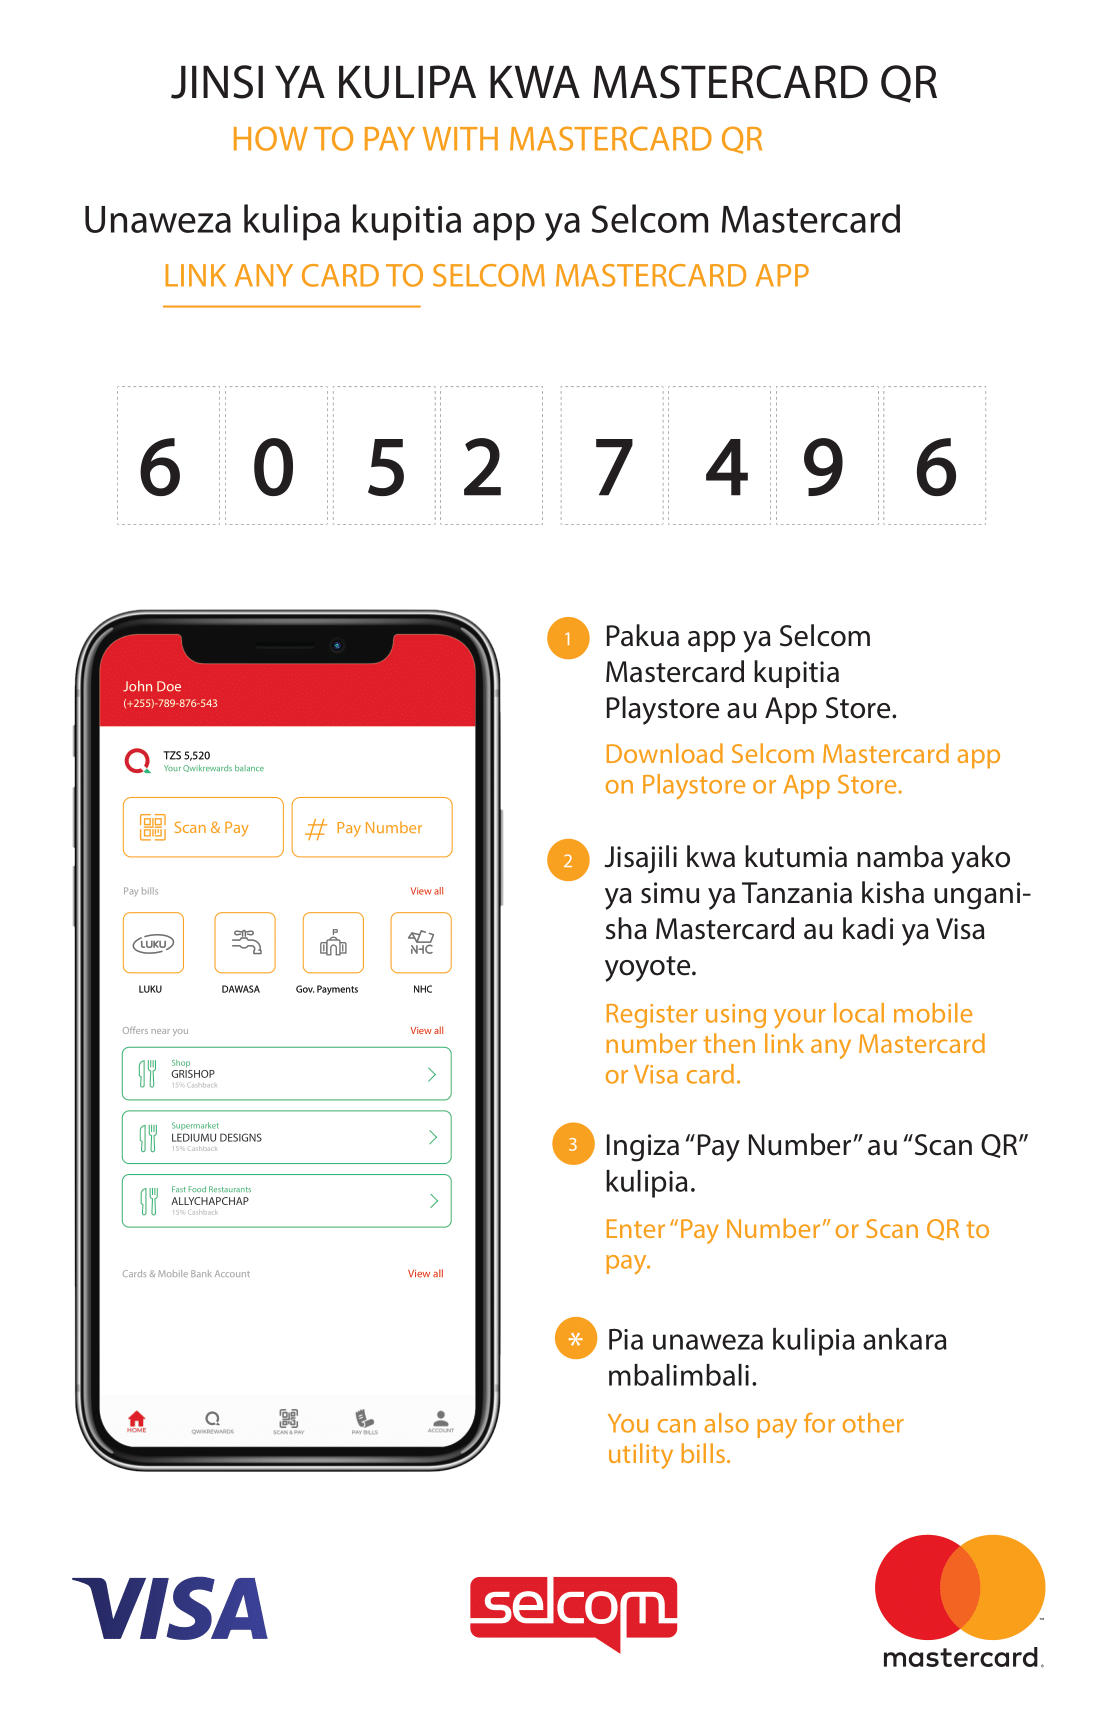 JINSI YA KULIPA KWA MASTERCARD QR
HOW TO PAY WITH MASTERCARD QR
Unaweza kulipa kupitia app ya Selcom Mastercard
LINK ANY CARD TO SELCOM MASTERCARD APP
6 0 5 2 7 4 9 6
John Doe
(+255)-789-876-543
TZS 5,520
Your Qwikrewards balance
Scan & Pay
Pay Number
Pay bills
View all
LUKU
NHC
LUKU
DAWASA
Gov. Payments
NHC
Offers near you
View all
Shop
GRISHOP
15% Cashback
Supermarket
LEDIUMU DESIGNS
15% Cashback
Fast Food Restaurants
ALLYCHAPCHAP
15% Cashback
Cards & Mobile Bank Account
View all
HOME
QWIKREWARDS
SCAN & PAY
PAY BILLS
ACCOUNT
1
Pakua app ya Selcom
Mastercard kupitia
Playstore au App Store.
Download Selcom Mastercard app
on Playstore or App Store.
2
Jisajili kwa kutumia namba yako
ya simu ya Tanzania kisha ungani-
sha Mastercard au kadi ya Visa
yoyote.
Register using your local mobile
number then link any Mastercard
or Visa card.
3
Ingiza “Pay Number” au “Scan QR”
kulipia.
Enter “Pay Number” or Scan QR to
pay.
*
Pia unaweza kulipia ankara
mbalimbali.
You can also pay for other
utility bills.
VISA
selcom
mastercard